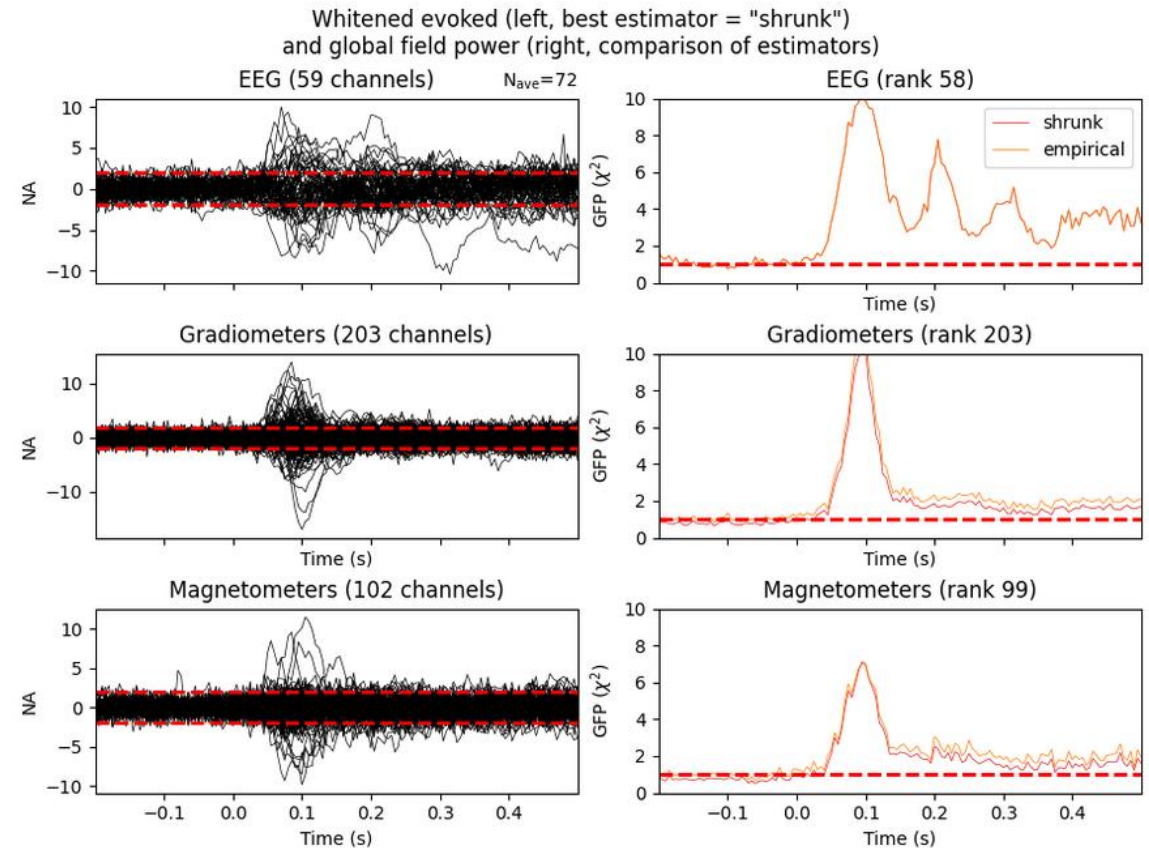 Whitened evoked (left, best estimator = "shrunk")
and global field power (right, comparison of estimators)
EEG (59 channels)
Nave=72
10
5
0
−5
−10
NA
EEG (rank 58)
shrunk
empirical
10
8
6
4
2
0
GFP (χ²)
Time (s)
Gradiometers (203 channels)
10
0
−10
NA
Time (s)
Gradiometers (rank 203)
10
8
6
4
2
0
GFP (χ²)
Time (s)
Magnetometers (102 channels)
10
5
0
−5
−10
NA
−0.1 0.0 0.1 0.2 0.3 0.4
Time (s)
Magnetometers (rank 99)
10
8
6
4
2
0
GFP (χ²)
−0.1 0.0 0.1 0.2 0.3 0.4
Time (s)